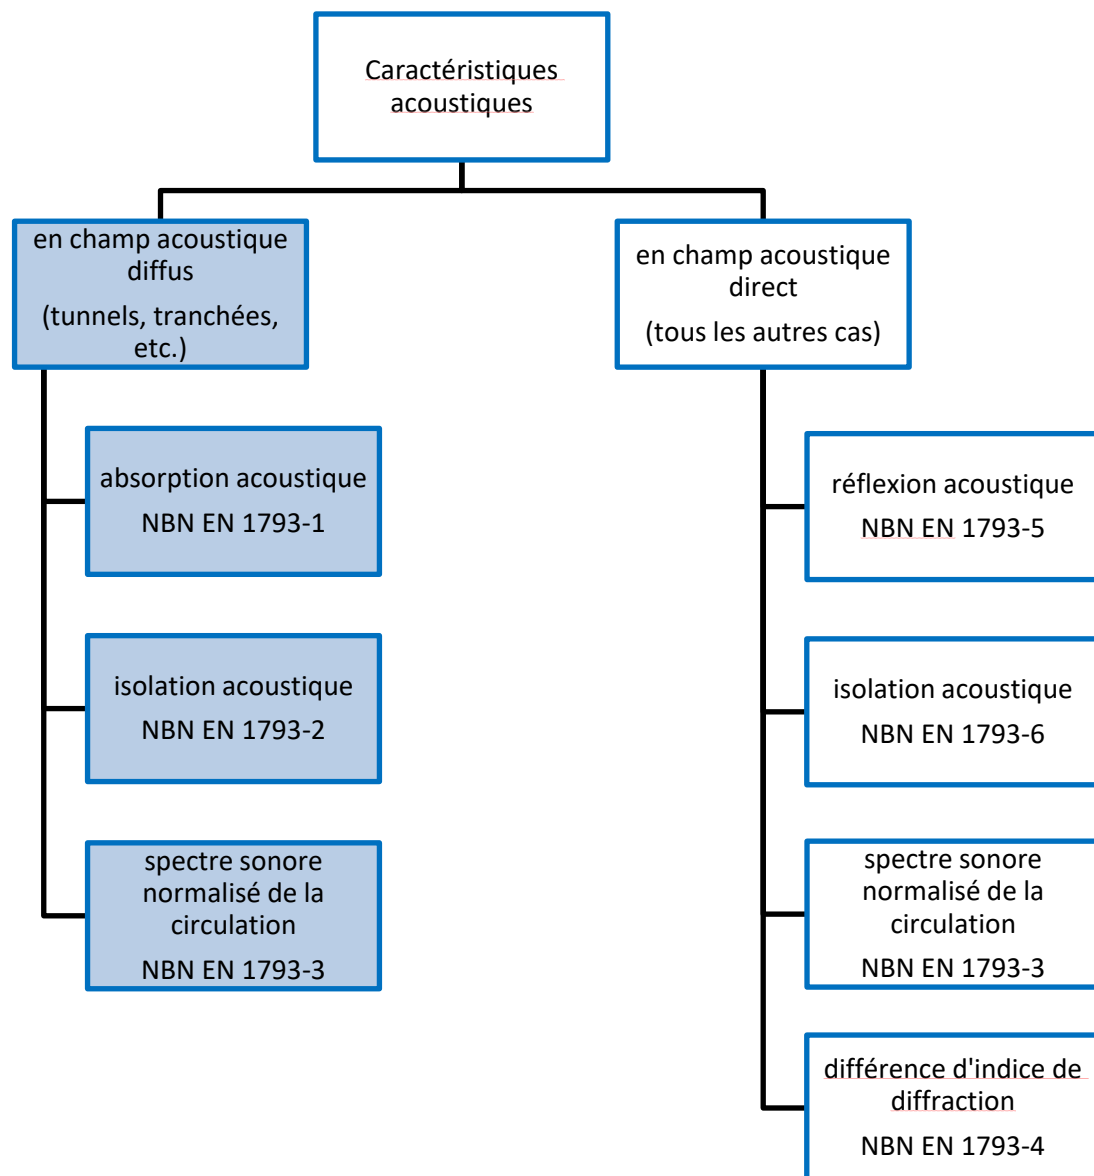 Caractéristiques
acoustiques
en champ acoustique
diffus
(tunnels, tranchées,
etc.)
absorption acoustique
NBN EN 1793-1
isolation acoustique
NBN EN 1793-2
spectre sonore
normalisé de la
circulation
NBN EN 1793-3
en champ acoustique
direct
(tous les autres cas)
réflexion acoustique
NBN EN 1793-5
isolation acoustique
NBN EN 1793-6
spectre sonore
normalisé de la
circulation
NBN EN 1793-3
différence d'indice de
diffraction
NBN EN 1793-4